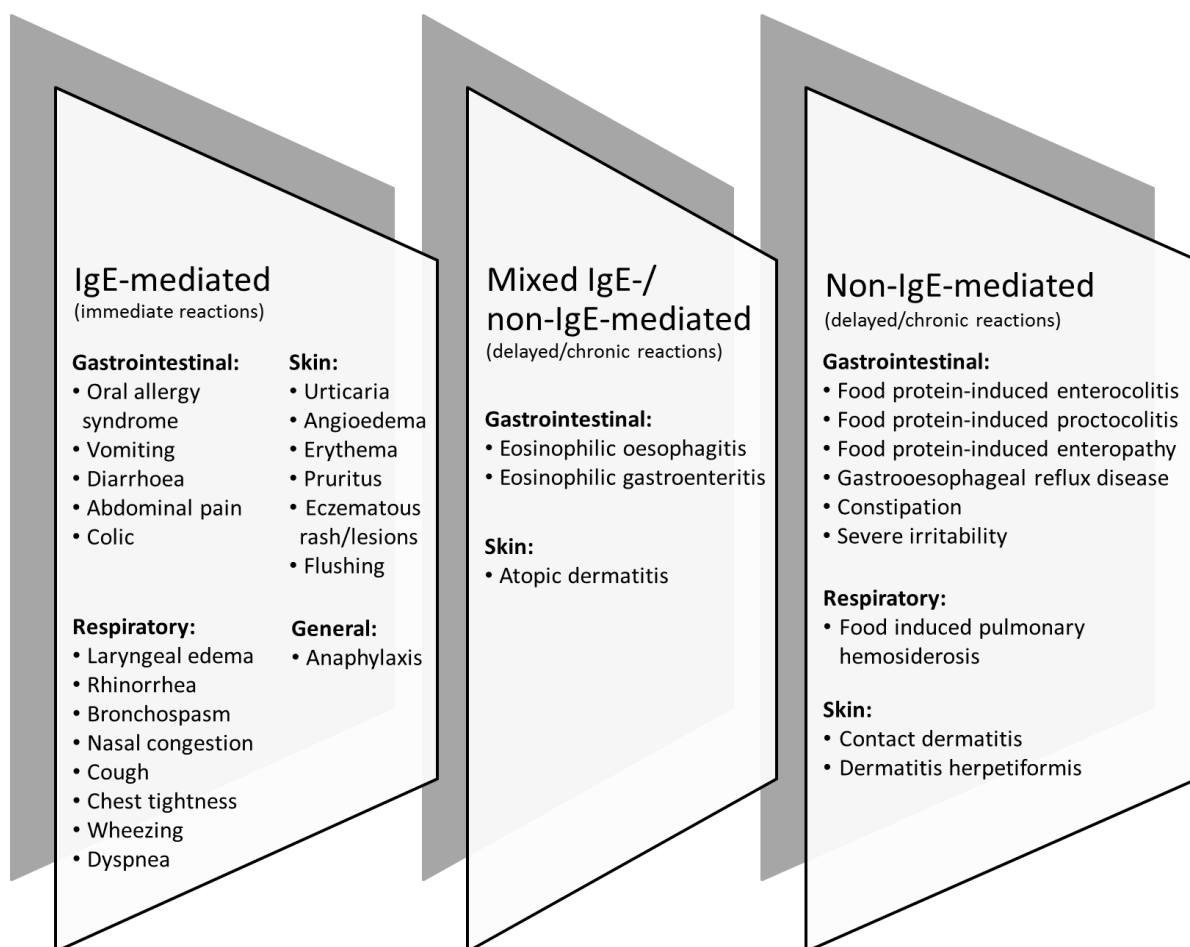 IgE-mediated
(immediate reactions)
Gastrointestinal:
• Oral allergy
syndrome
• Vomiting
• Diarrhoea
• Abdominal pain
• Colic
Respiratory:
• Laryngeal edema
• Rhinorrhea
• Bronchospasm
• Nasal congestion
• Cough
• Chest tightness
• Wheezing
• Dyspnea
Skin:
• Urticaria
• Angioedema
• Erythema
• Pruritus
• Eczematous
rash/lesions
• Flushing
General:
• Anaphylaxis
Mixed IgE-/
non-IgE-mediated
(delayed/chronic reactions)
Gastrointestinal:
• Eosinophilic oesophagitis
• Eosinophilic gastroenteritis
Skin:
• Atopic dermatitis
Non-IgE-mediated
(delayed/chronic reactions)
Gastrointestinal:
• Food protein-induced enterocolitis
• Food protein-induced proctocolitis
• Food protein-induced enteropathy
• Gastrooesophageal reflux disease
• Constipation
• Severe irritability
Respiratory:
• Food induced pulmonary
hemosiderosis
Skin:
• Contact dermatitis
• Dermatitis herpetiformis